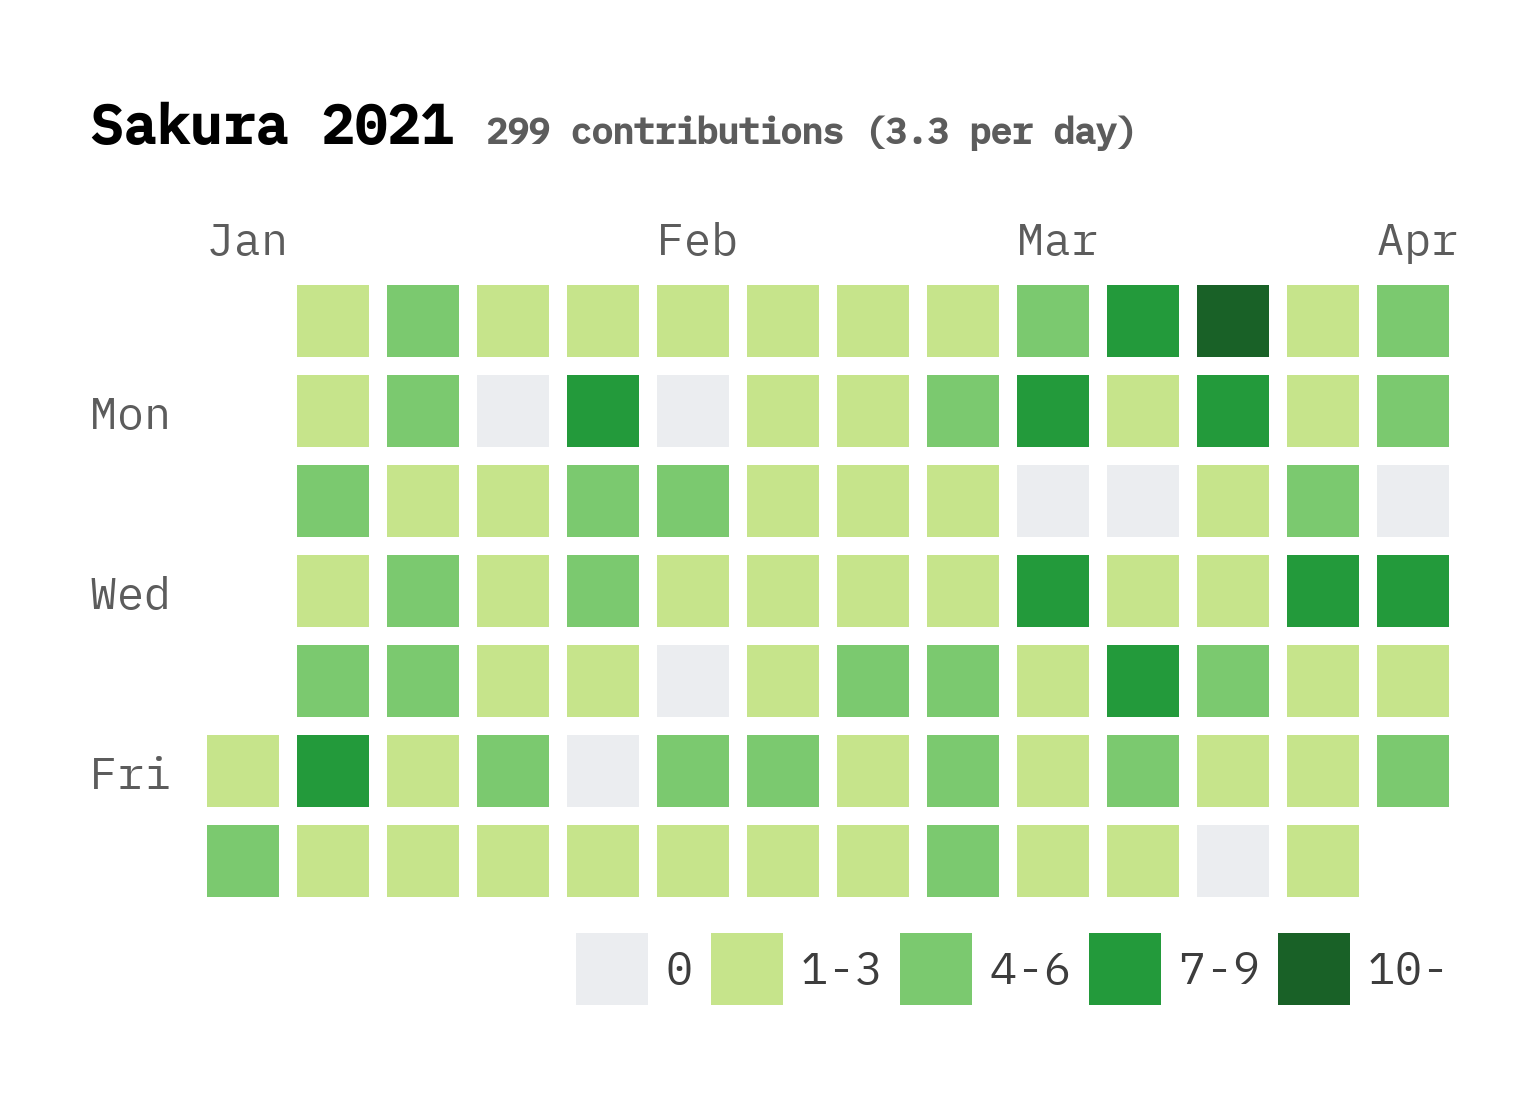 Sakura 2021 299 contributions (3.3 per day)
Jan Feb Mar Apr
Mon
Wed
Fri
0 1-3 4-6 7-9 10-